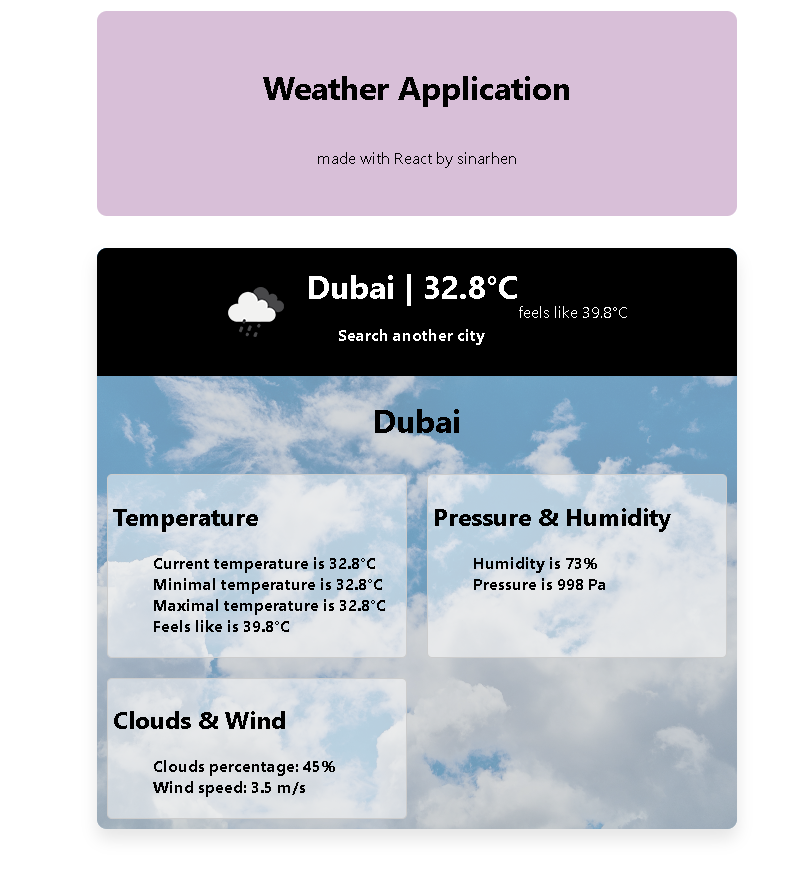 Weather Application
made with React by sinarhen
Dubai | 32.8°C
feels like 39.8°C
Search another city
Dubai
Temperature
Current temperature is 32.8°C
Minimal temperature is 32.8°C
Maximal temperature is 32.8°C
Feels like is 39.8°C
Pressure & Humidity
Humidity is 73%
Pressure is 998 Pa
Clouds & Wind
Clouds percentage: 45%
Wind speed: 3.5 m/s